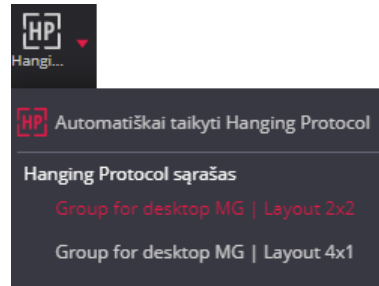 HP
Hangi...
HP Automatiškai taikyti Hanging Protocol
Hanging Protocol sąrašas
Group for desktop MG | Layout 2x2
Group for desktop MG | Layout 4x1